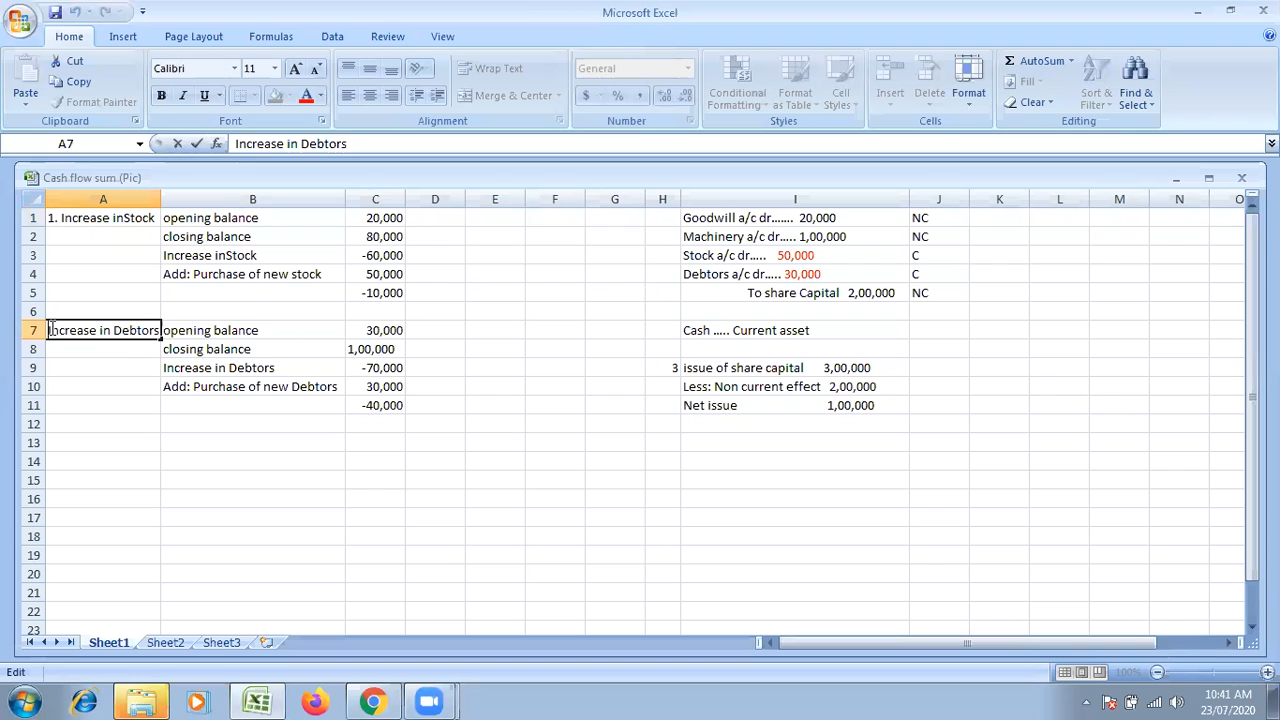 Microsoft Excel
Home Insert Page Layout Formulas Data Review View
Paste
Cut
Copy
Format Painter
Clipboard
Calibri 11
A A
B I U A
Font
Wrap Text
Merge & Center
Alignment
General
$ % ,
Number
Conditional Formatting
Format as Table
Cell Styles
Styles
Insert Delete Format
Cells
Σ AutoSum
Fill
Clear
Sort & Filter
Find & Select
Editing
A7 fx Increase in Debtors
Cash flow sum (Pic)
A B C D E F G H I J K L M N O
1 1. Increase inStock opening balance 20,000 Goodwill a/c dr....... 20,000 NC
2 closing balance 80,000 Machinery a/c dr..... 1,00,000 NC
3 Increase inStock -60,000 Stock a/c dr..... 50,000 C
4 Add: Purchase of new stock 50,000 Debtors a/c dr..... 30,000 C
5 -10,000 To share Capital 2,00,000 NC
6
7 Increase in Debtors opening balance 30,000 Cash ..... Current asset
8 closing balance 1,00,000
9 Increase in Debtors -70,000 3 issue of share capital 3,00,000
10 Add: Purchase of new Debtors 30,000 Less: Non current effect 2,00,000
11 -40,000 Net issue 1,00,000
12
13
14
15
16
17
18
19
20
21
22
23
Sheet1 Sheet2 Sheet3
Edit 100%
10:41 AM
23/07/2020